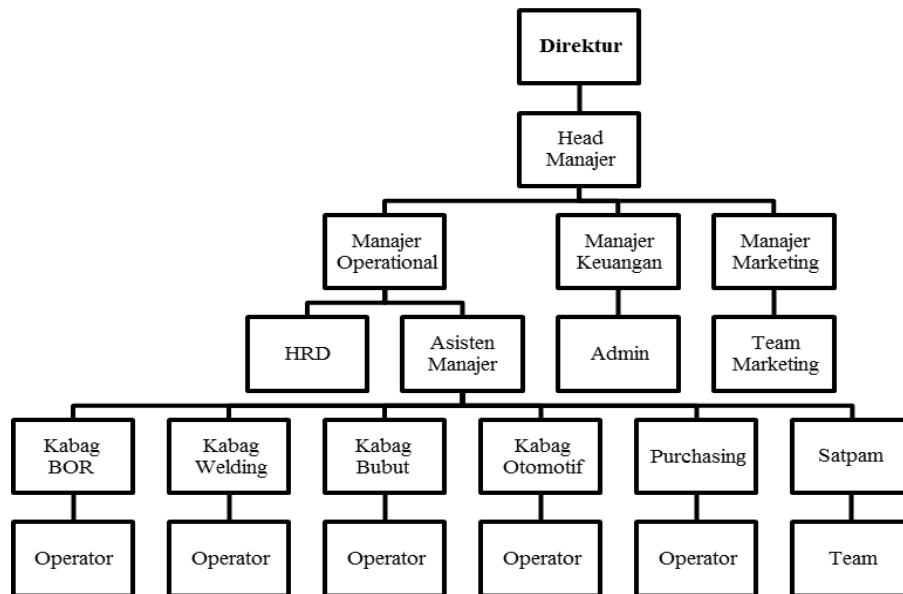 Direktur
Head
Manajer
Manajer
Operational
Manajer
Keuangan
Manajer
Marketing
HRD
Asisten
Manajer
Admin
Team
Marketing
Kabag
BOR
Kabag
Welding
Kabag
Bubut
Kabag
Otomotif
Purchasing
Satpam
Operator
Operator
Operator
Operator
Operator
Team